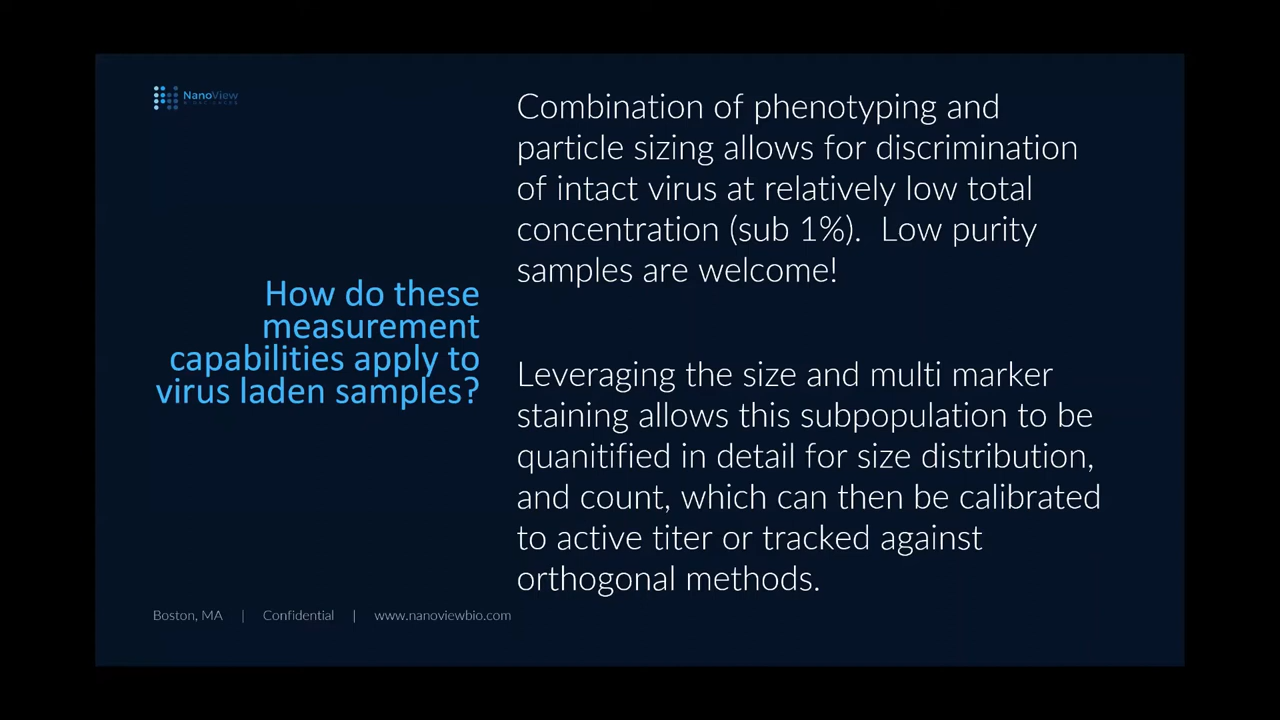 NanoView
How do these
measurement
capabilities apply to
virus laden samples?
Combination of phenotyping and
particle sizing allows for discrimination
of intact virus at relatively low total
concentration (sub 1%).  Low purity
samples are welcome!
Leveraging the size and multi marker
staining allows this subpopulation to be
quanitified in detail for size distribution,
and count, which can then be calibrated
to active titer or tracked against
orthogonal methods.
Boston, MA | Confidential | www.nanoviewbio.com